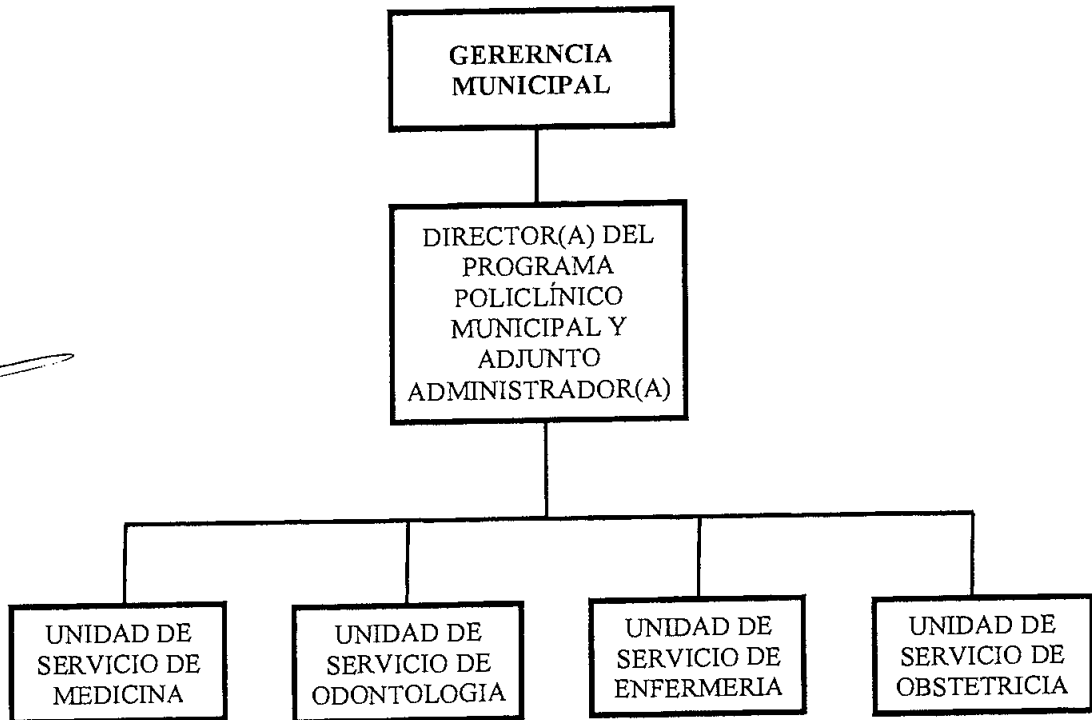 GERERNCIA
MUNICIPAL
DIRECTOR(A) DEL
PROGRAMA
POLICLÍNICO
MUNICIPAL Y
ADJUNTO
ADMINISTRADOR(A)
UNIDAD DE
SERVICIO DE
MEDICINA
UNIDAD DE
SERVICIO DE
ODONTOLOGIA
UNIDAD DE
SERVICIO DE
ENFERMERIA
UNIDAD DE
SERVICIO DE
OBSTETRICIA